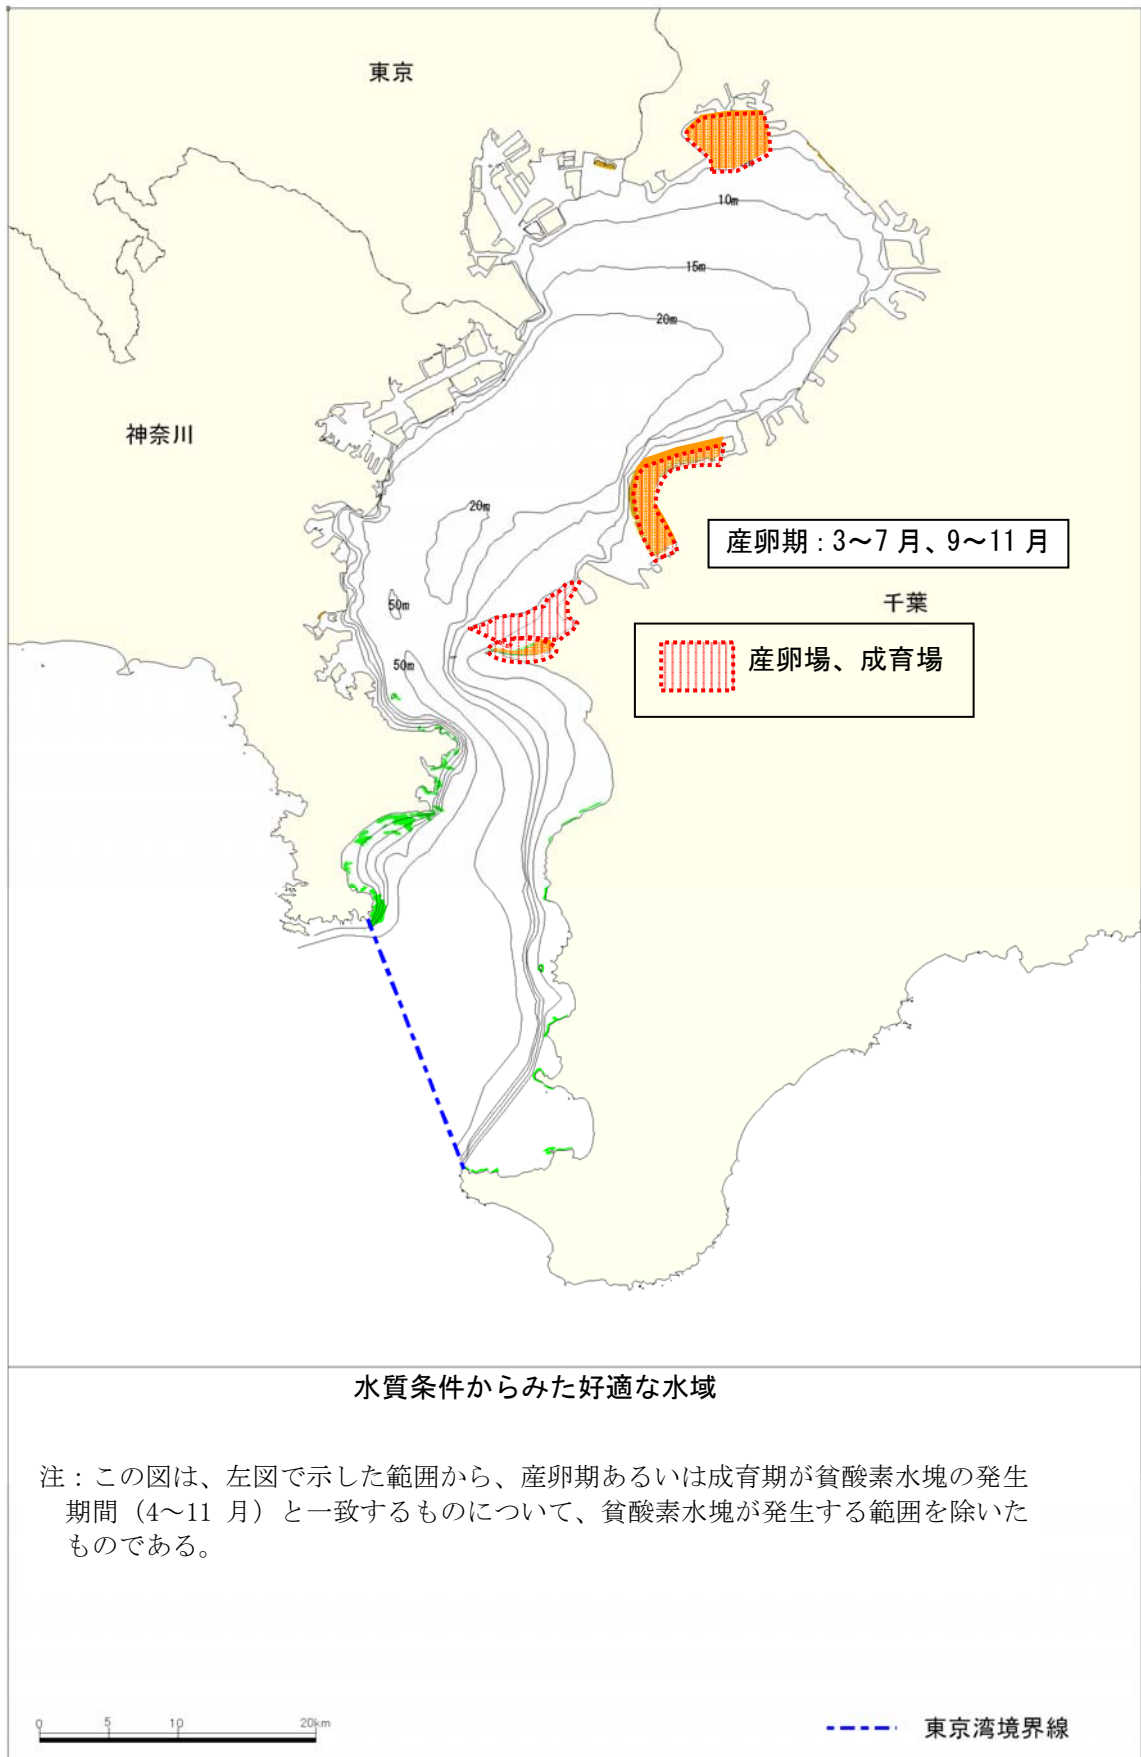 東京
10m
15m
20m
神奈川
20m
産卵期：3～7 月、9～11 月
千葉
50m
産卵場、成育場
50m
水質条件からみた好適な水域
注：この図は、左図で示した範囲から、産卵期あるいは成育期が貧酸素水塊の発生
期間（4～11 月）と一致するものについて、貧酸素水塊が発生する範囲を除いた
ものである。
0 5 10 20km
東京湾境界線